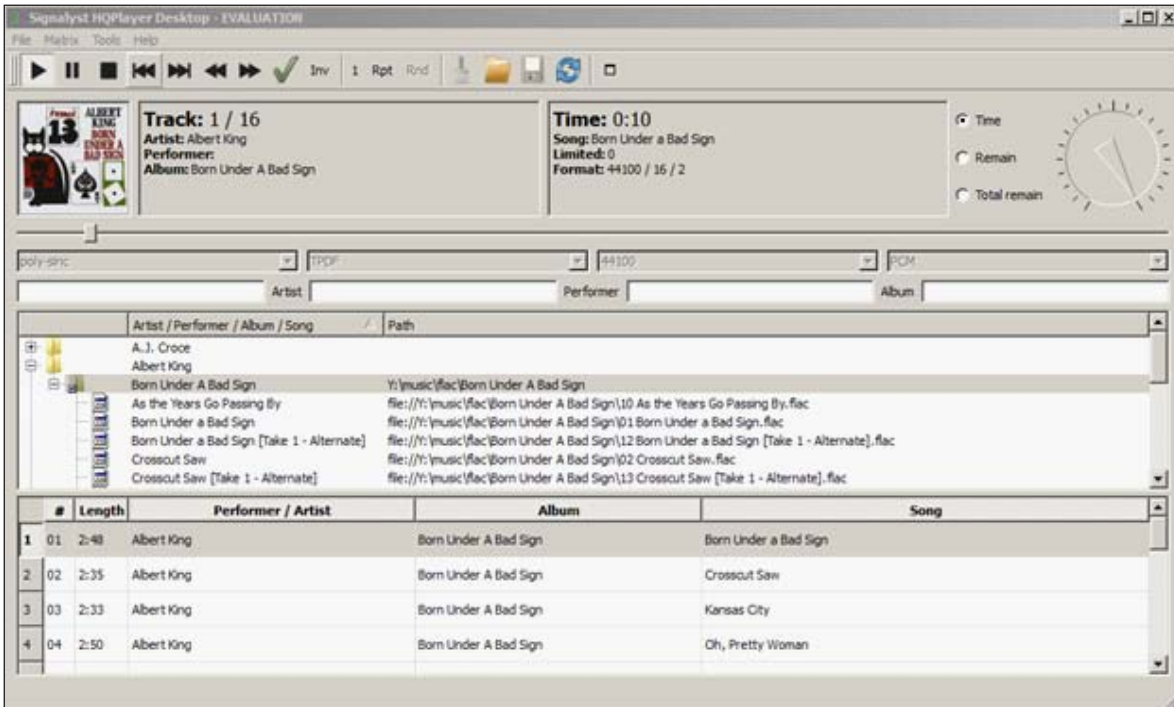 Signalyst HQPlayer Desktop - EVALUATION
File Matrix Tools Help
Inv 1 Rpt Rnd
13 ALBERT KING BORN UNDER A BAD SIGN
Track: 1 / 16
Artist: Albert King
Performer:
Album: Born Under A Bad Sign
Time: 0:10
Song: Born Under a Bad Sign
Limited: 0
Format: 44100 / 16 / 2
Time
Remain
Total remain
poly-sinc TPDF 44100 PCM
Artist Performer Album
Artist / Performer / Album / Song Path
A.J. Croce
Albert King
Born Under A Bad Sign Y:\music\flac\Born Under A Bad Sign
As the Years Go Passing By file://Y:\music\flac\Born Under A Bad Sign\10 As the Years Go Passing By.flac
Born Under a Bad Sign file://Y:\music\flac\Born Under A Bad Sign\01 Born Under a Bad Sign.flac
Born Under a Bad Sign [Take 1 - Alternate] file://Y:\music\flac\Born Under A Bad Sign\12 Born Under a Bad Sign [Take 1 - Alternate].flac
Crosscut Saw file://Y:\music\flac\Born Under A Bad Sign\02 Crosscut Saw.flac
Crosscut Saw [Take 1 - Alternate] file://Y:\music\flac\Born Under A Bad Sign\13 Crosscut Saw [Take 1 - Alternate].flac
# Length Performer / Artist Album Song
1 01 2:48 Albert King Born Under A Bad Sign Born Under a Bad Sign
2 02 2:35 Albert King Born Under A Bad Sign Crosscut Saw
3 03 2:33 Albert King Born Under A Bad Sign Kansas City
4 04 2:50 Albert King Born Under A Bad Sign Oh, Pretty Woman